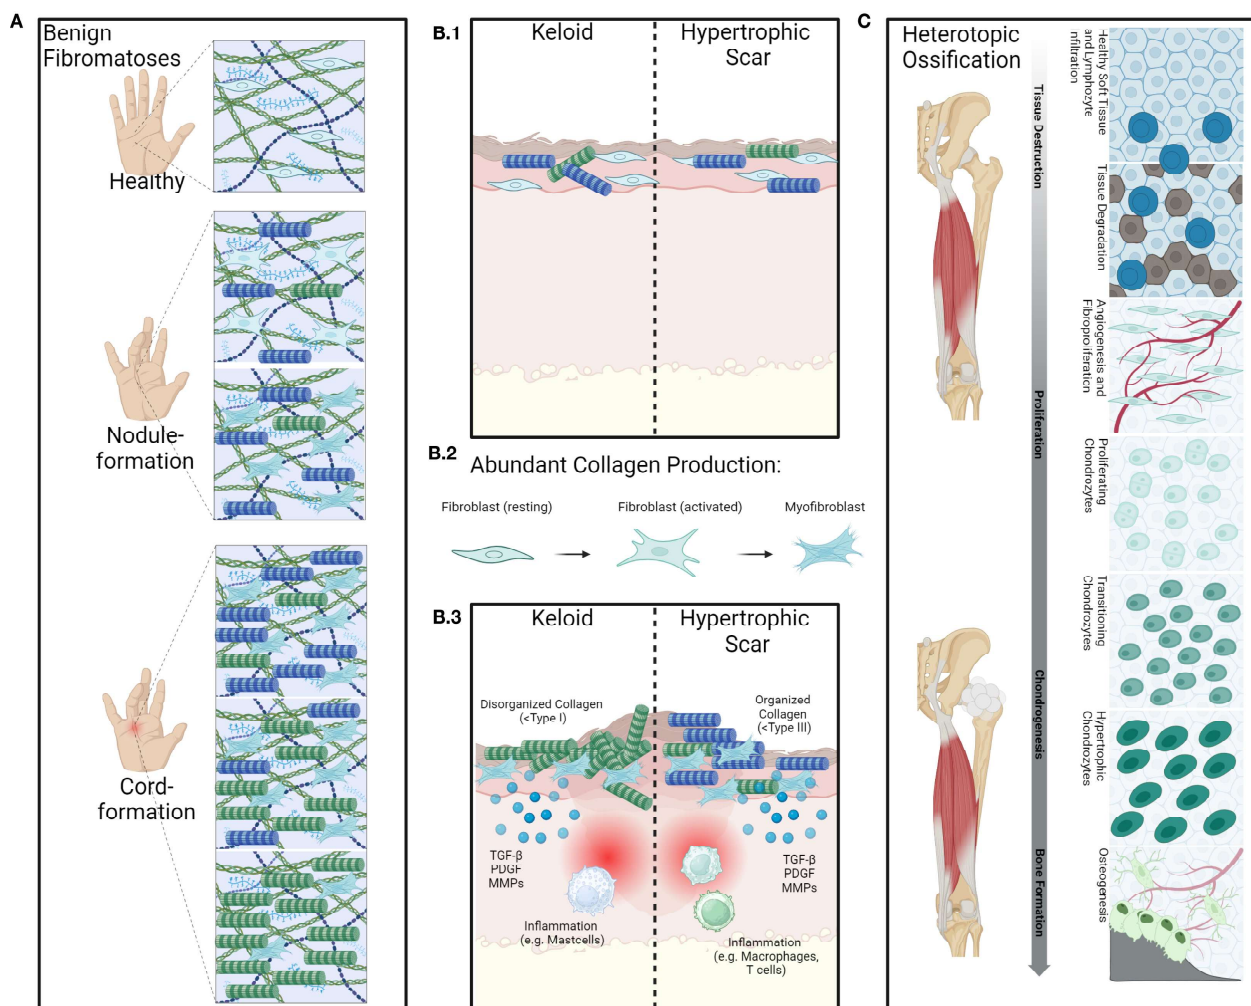 A
Benign
Fibromatoses
Healthy
Nodule-
formation
Cord-
formation
B.1
Keloid
Hypertrophic
Scar
B.2
Abundant Collagen Production:
Fibroblast (resting)
Fibroblast (activated)
Myofibroblast
B.3
Keloid
Hypertrophic
Scar
Disorganized Collagen
(<Type I)
Organized
Collagen
(<Type III)
TGF-β
PDGF
MMPs
TGF-β
PDGF
MMPs
Inflammation
(e.g. Mastcells)
Inflammation
(e.g. Macrophages,
T cells)
C
Heterotopic
Ossification
Tissue Destruction
Proliferation
Chondrogenesis
Bone Formation
Healthy Soft Tissue
and Lymphozyte
nfiltration
Tissue Degradation
Angiogenesis and
Fibroproliferation
Proliferating
Chondrozytes
Transitioning
Chondrozytes
Hypertrophic
Chondrozytes
Osteogenesis